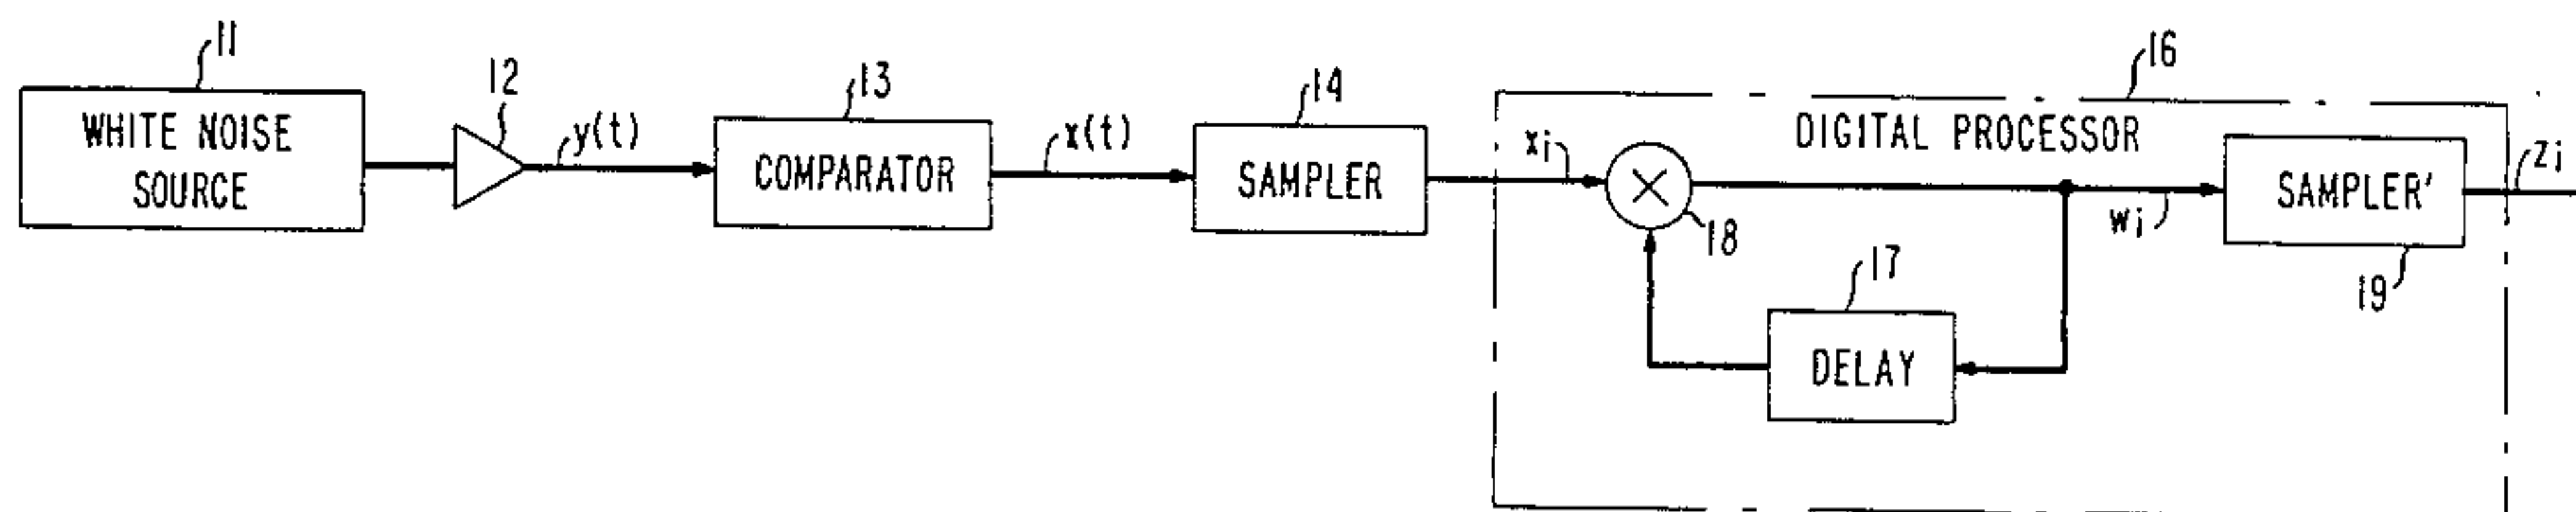 11
WHITE NOISE
SOURCE
12
y(t)
13
COMPARATOR
x(t)
14
SAMPLER
16
DIGITAL PROCESSOR
xi
×
18
17
DELAY
wi
SAMPLER'
19
zi